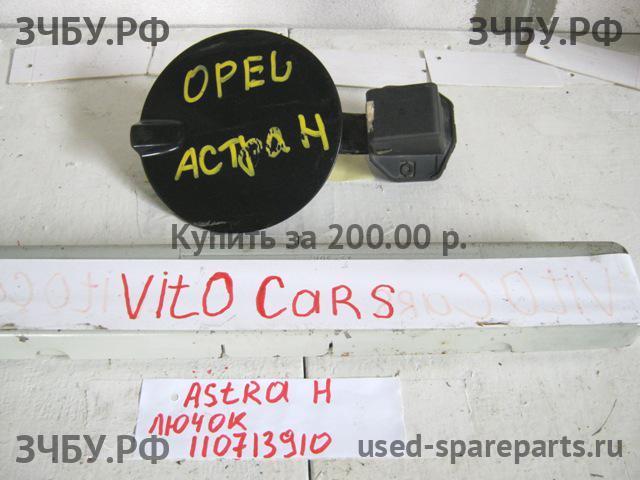 ЗЧБУ.РФ
ЗЧБУ.РФ
OPEL
АСТРА Н
Купить за 200.00 р.
Vito Cars
ASTRA H
ЛЮЧОК
110713910
ЗЧБУ.РФ
used-spareparts.ru